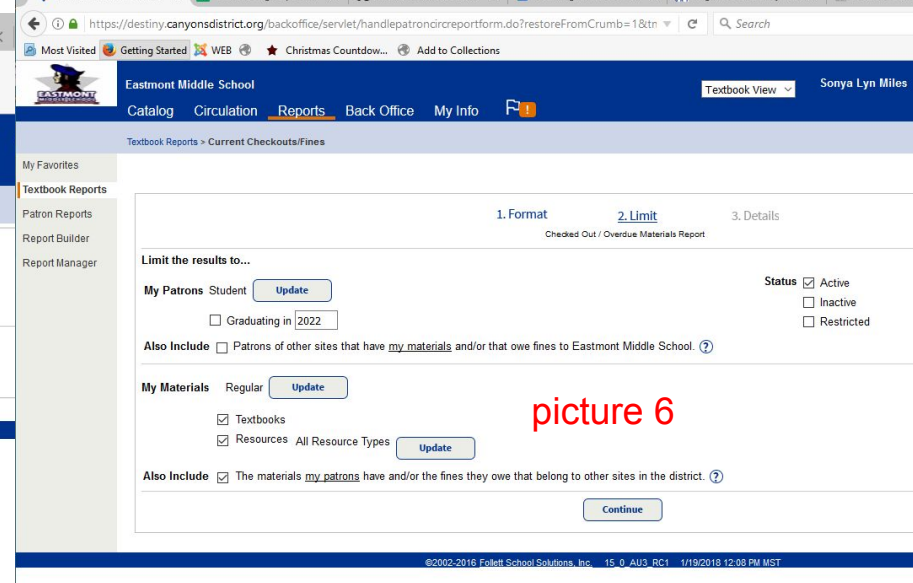 https://destiny.canyonsdistrict.org/backoffice/servlet/handlepatroncircreportform.do?restoreFromCrumb=1&tn
Search
Most Visited Getting Started WEB Christmas Countdow... Add to Collections
EASTMONT
Eastmont Middle School
Textbook View
Sonya Lyn Miles
Catalog Circulation Reports Back Office My Info
Textbook Reports > Current Checkouts/Fines
My Favorites
Textbook Reports
Patron Reports
Report Builder
Report Manager
1. Format 2. Limit 3. Details
Checked Out / Overdue Materials Report
Limit the results to...
My Patrons Student Update
Status Active
Inactive
Restricted
Graduating in 2022
Also Include Patrons of other sites that have my materials and/or that owe fines to Eastmont Middle School. ?
My Materials Regular Update
picture 6
Textbooks
Resources All Resource Types Update
Also Include The materials my patrons have and/or the fines they owe that belong to other sites in the district. ?
Continue
©2002-2016 Follett School Solutions, Inc. 15_0_AU3_RC1 1/19/2018 12:08 PM MST